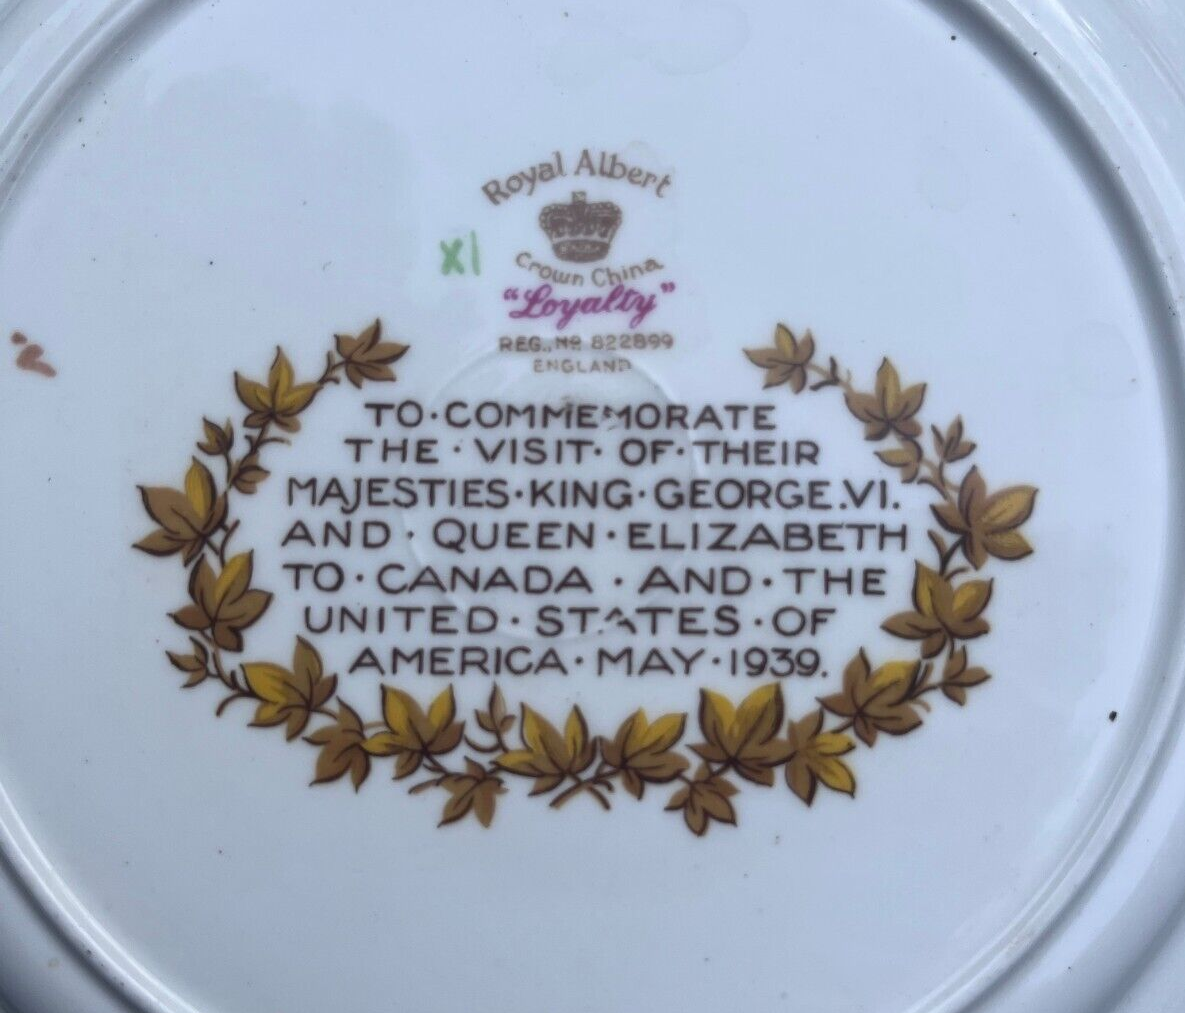 Royal Albert
Crown China
XI
"Loyalty"
REG., Nº 822899
ENGLAND
TO·COMMEMORATE
THE·VISIT·OF·THEIR
MAJESTIES·KING·GEORGE.VI.
AND·QUEEN·ELIZABETH
TO·CANADA·AND·THE
UNITED·STATES·OF
AMERICA·MAY·1939.